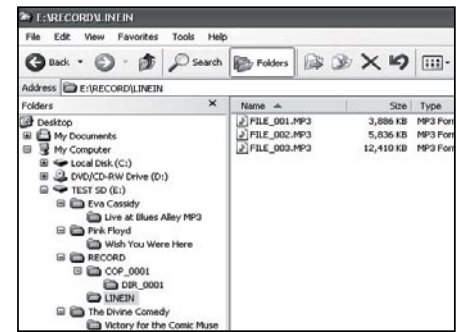 E:\RECORD\LINEIN
File Edit View Favorites Tools Help
Back Search Folders
Address E:\RECORD\LINEIN
Folders × Name Size Type
Desktop
My Documents
My Computer
Local Disk (C:)
DVD/CD-RW Drive (D:)
TEST SD (E:)
Eva Cassidy
Live at Blues Alley MP3
Pink Floyd
Wish You Were Here
RECORD
COP_0001
DIR_0001
LINEIN
The Divine Comedy
Victory for the Comic Muse
FILE_001.MP3 3,886 KB MP3 For
FILE_002.MP3 5,836 KB MP3 For
FILE_003.MP3 12,410 KB MP3 For